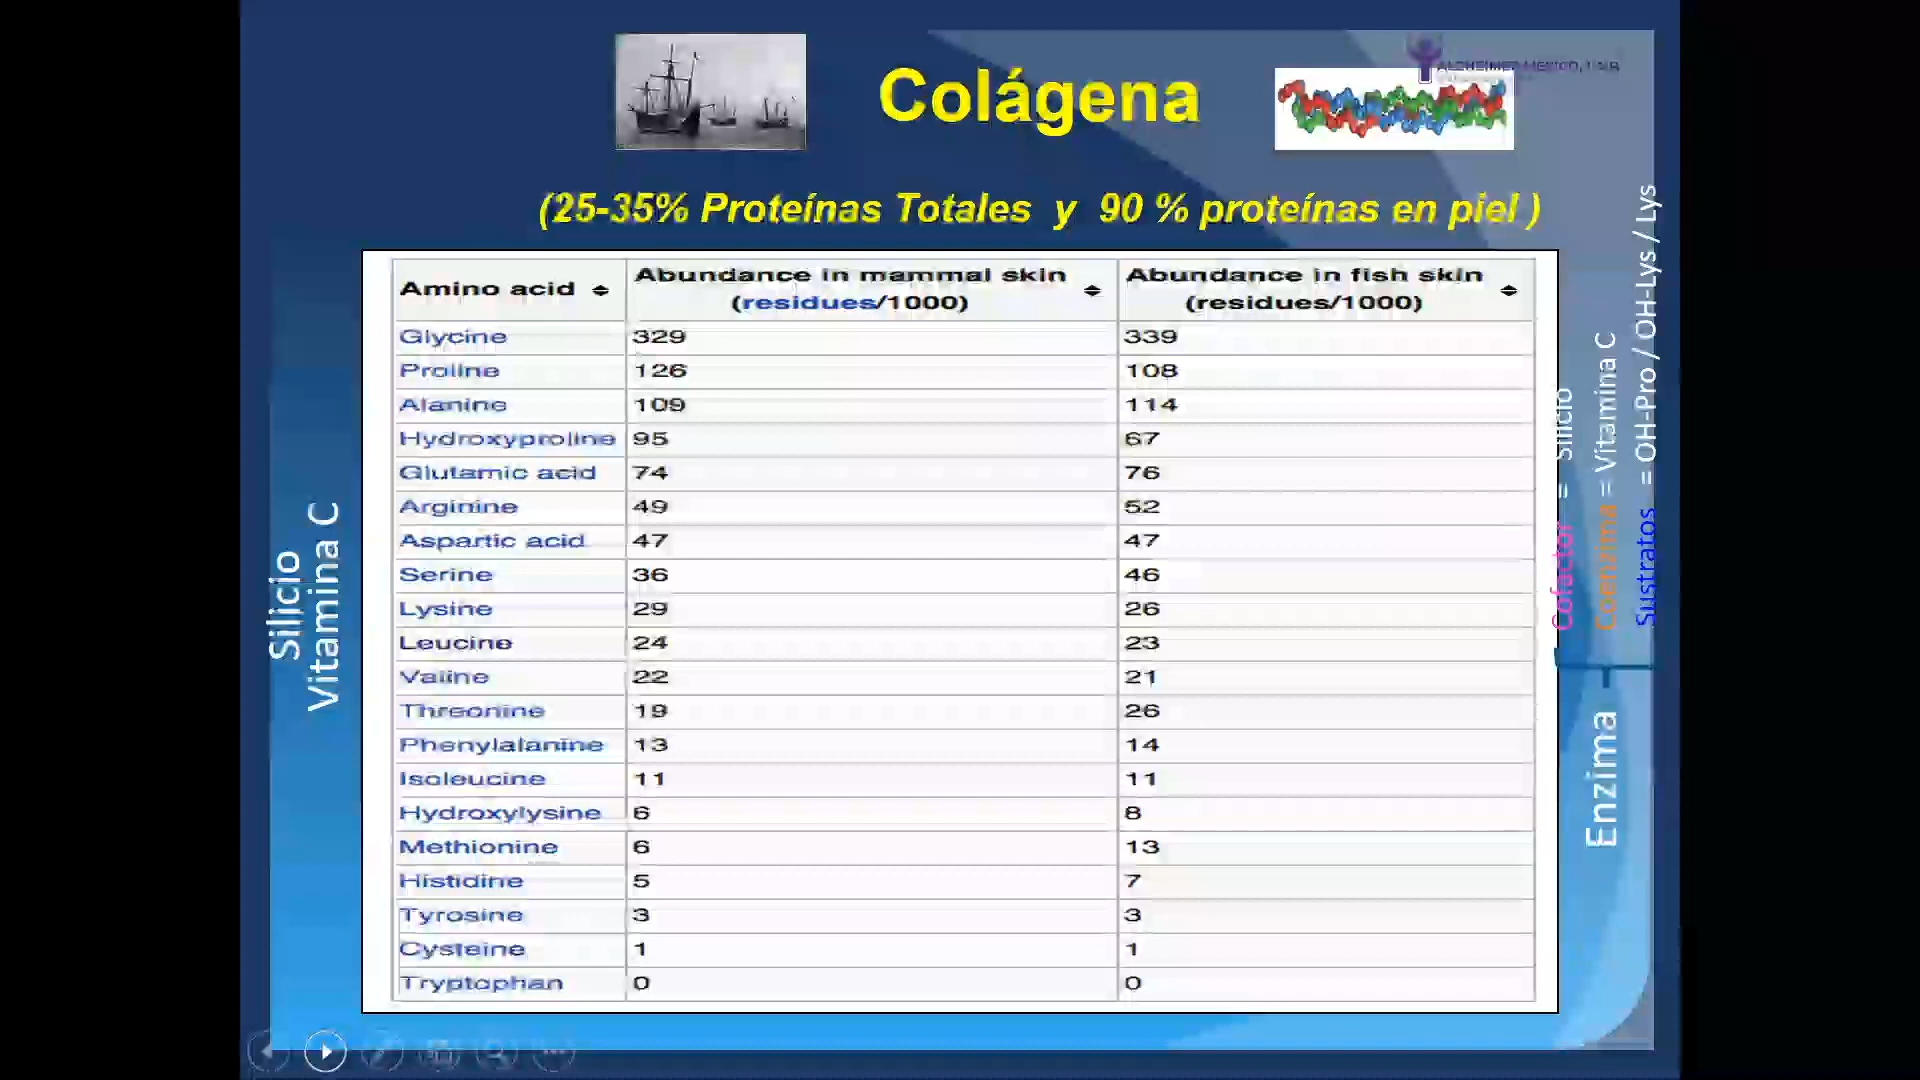 Colágena
ALZHEIMER MEXICO, I.A.P.
(25-35% Proteínas Totales y 90 % proteínas en piel )
Amino acid Abundance in mammal skin (residues/1000) Abundance in fish skin (residues/1000)
Glycine 329 339
Proline 126 108
Alanine 109 114
Hydroxyproline 95 67
Glutamic acid 74 76
Arginine 49 52
Aspartic acid 47 47
Serine 36 46
Lysine 29 26
Leucine 24 23
Valine 22 21
Threonine 19 26
Phenylalanine 13 14
Isoleucine 11 11
Hydroxylysine 6 8
Methionine 6 13
Histidine 5 7
Tyrosine 3 3
Cysteine 1 1
Tryptophan 0 0
Silicio
Vitamina C
Enzima
Cofactor = Silicio
Coenzima = Vitamina C
Sustratos = OH-Pro / OH-Lys / Lys